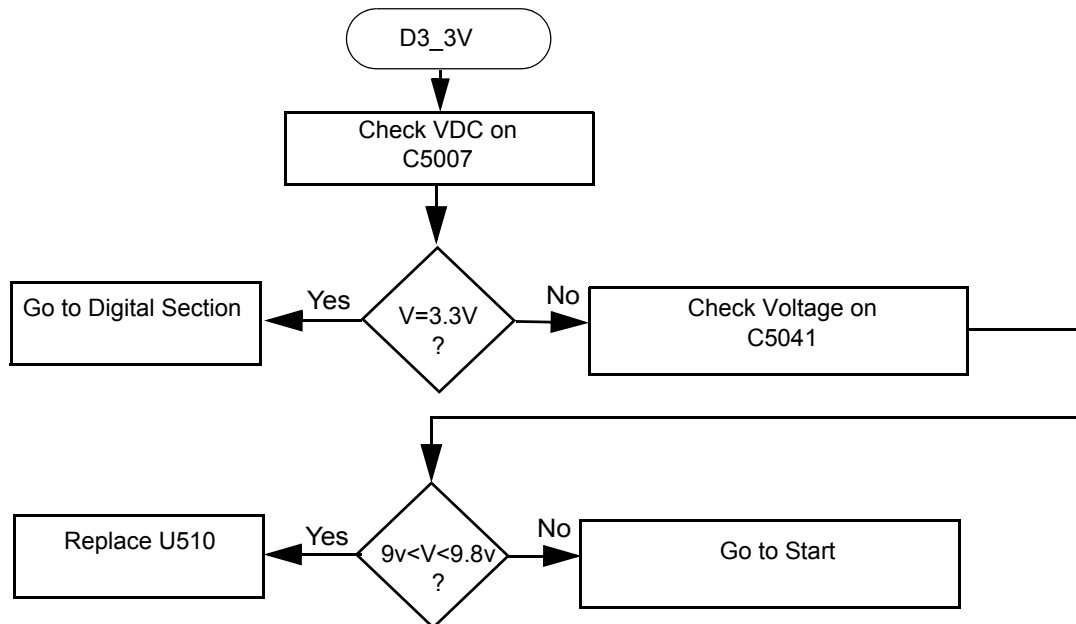 D3_3V
Check VDC on
C5007
Go to Digital Section
Yes
V=3.3V
?
No
Check Voltage on
C5041
Replace U510
Yes
9v<V<9.8v
?
No
Go to Start